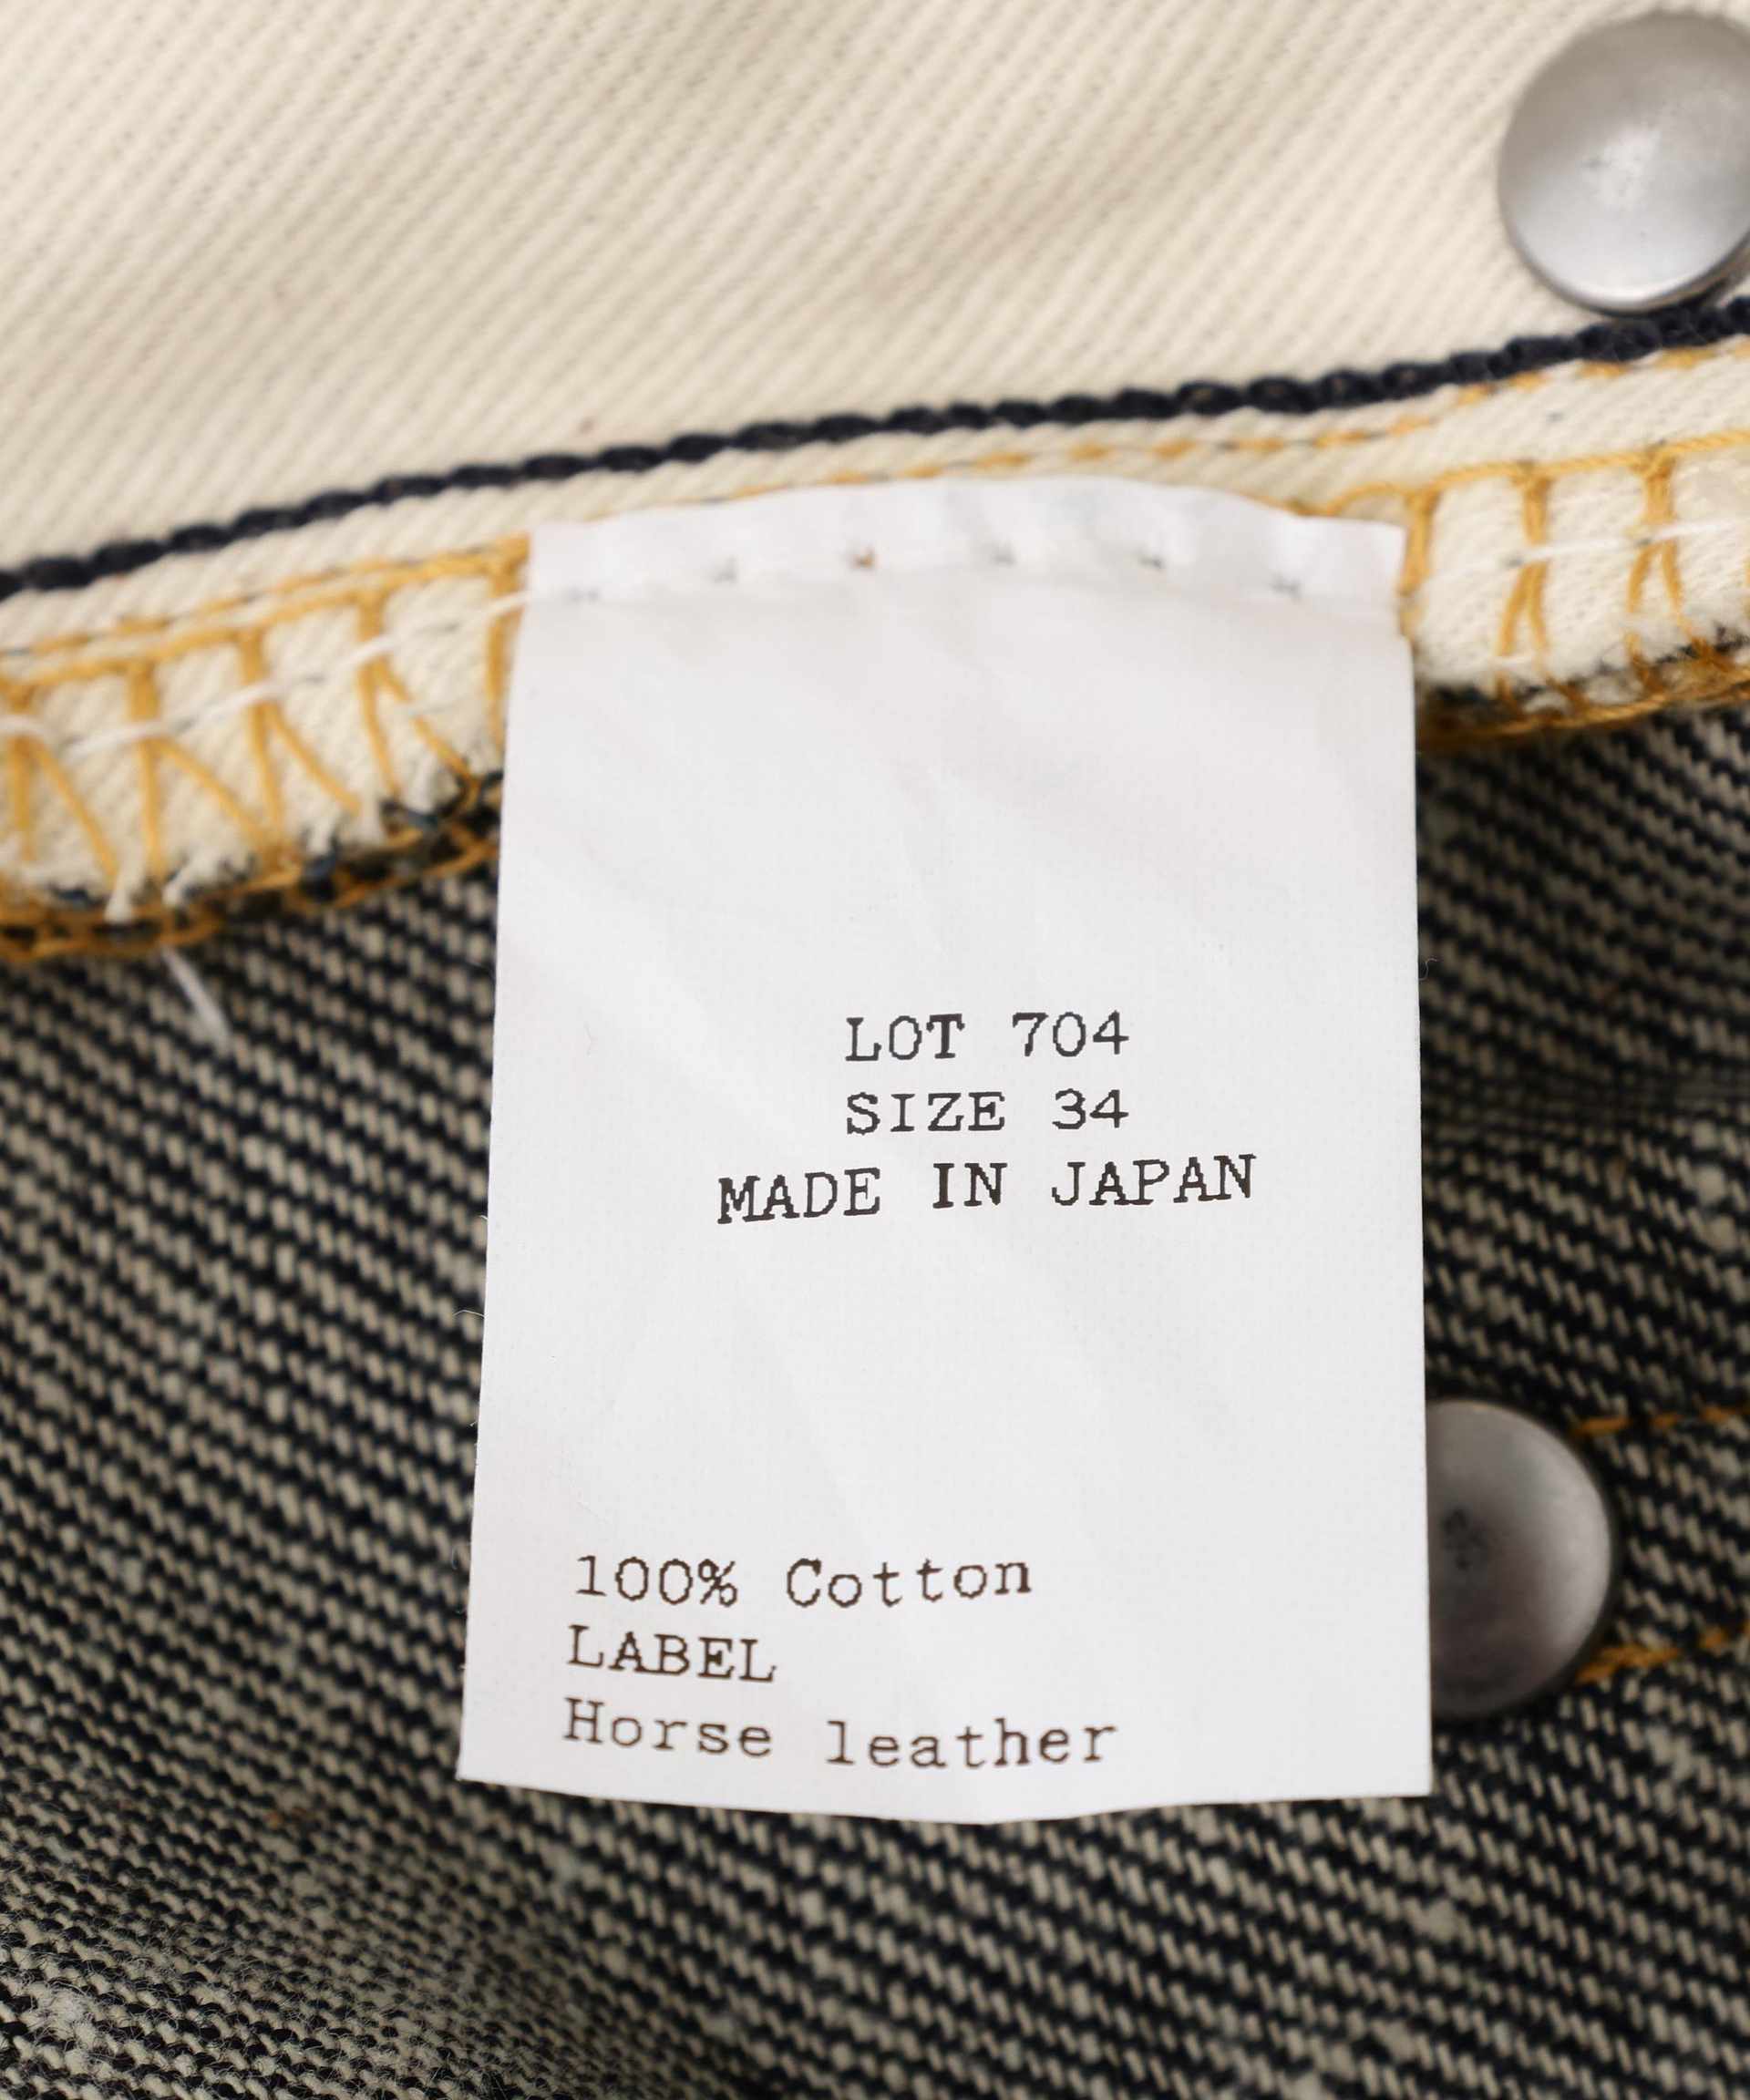 LOT 704
SIZE 34
MADE IN JAPAN
100% Cotton
LABEL
Horse leather